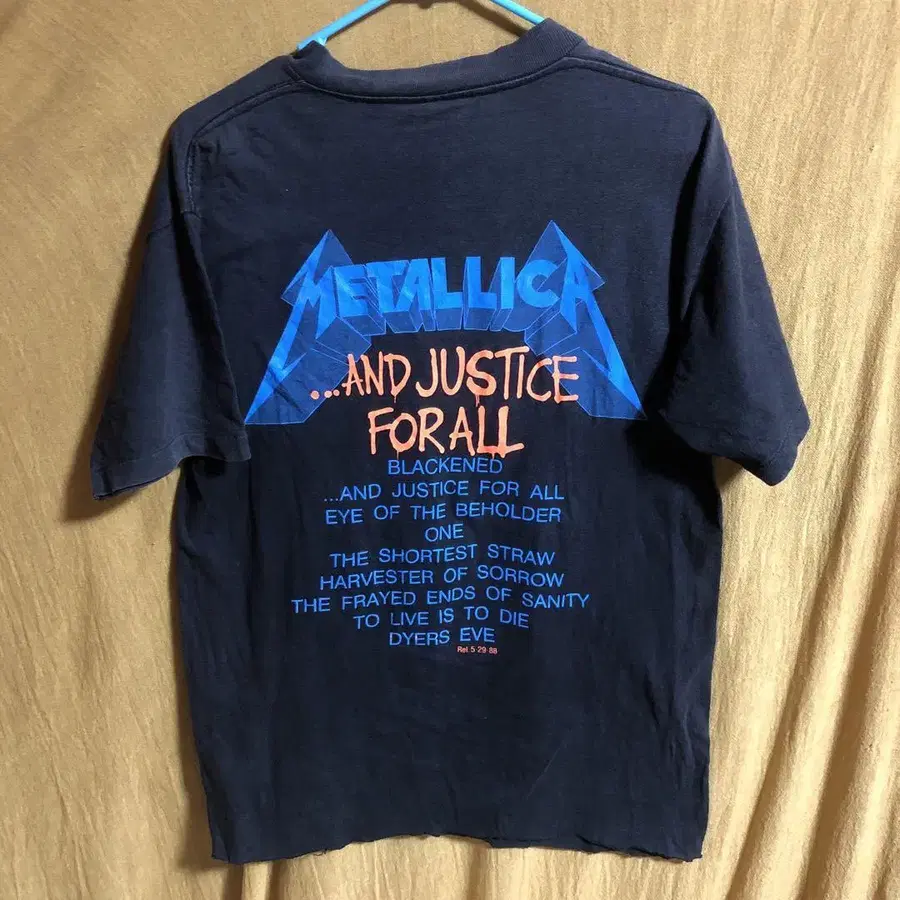 METALLICA
...AND JUSTICE
FOR ALL
BLACKENED
...AND JUSTICE FOR ALL
EYE OF THE BEHOLDER
ONE
THE SHORTEST STRAW
HARVESTER OF SORROW
THE FRAYED ENDS OF SANITY
TO LIVE IS TO DIE
DYERS EVE
Rel. 5-29-88